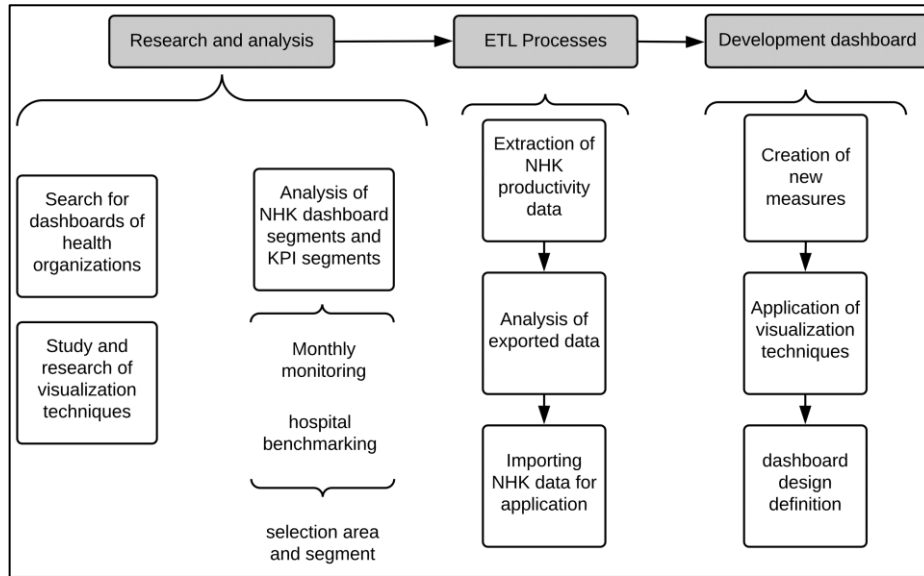 Research and analysis
ETL Processes
Development dashboard
Search for
dashboards of
health
organizations
Study and
research of
visualization
techniques
Analysis of
NHK dashboard
segments and
KPI segments
Monthly
monitoring
hospital
benchmarking
selection area
and segment
Extraction of
NHK
productivity
data
Analysis of
exported data
Importing
NHK data for
application
Creation of
new
measures
Application of
visualization
techniques
dashboard
design
definition